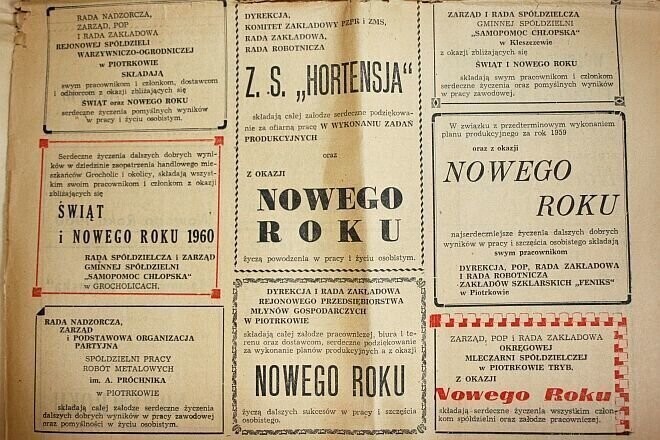 RADA NADZORCZA,
ZARZĄD, POP
I RADA ZAKŁADOWA
REJONOWEJ SPÓŁDZIELI
WARZYWNICZO-OGRODNICZEJ
w PIOTRKOWIE
SKŁADAJĄ
swym pracownikom i członkom, dostawcom
i odbiorcom z okazji zbliżających się
ŚWIĄT oraz NOWEGO ROKU
serdeczne życzenia pomyślnych wyników
w pracy i życiu osobistym.
Serdeczne życzenia dalszych dobrych wyni-
ków w dziedzinie zaopatrzenia handlowego mie-
szkańców Grocholic i okolicy, składają wszyst-
kim swoim pracownikom i członkom z okazji
zbliżających się
ŚWIĄT
i NOWEGO ROKU 1960
RADA SPÓŁDZIELCZA i ZARZĄD
GMINNEJ SPÓŁDZIELNI
„SAMOPOMOC CHŁOPSKA"
w GROCHOLICACH.
RADA NADZORCZA,
ZARZĄD
i PODSTAWOWA ORGANIZACJA
PARTYJNA
SPÓŁDZIELNI PRACY
ROBÓT METALOWYCH
im. A. PRÓCHNIKA
w PIOTRKOWIE
składają całej załodze serdeczne życzenia
dalszych dobrych wyników w pracy zawodowej
oraz pomyślności w życiu osobistym.
DYREKCJA,
KOMITET ZAKŁADOWY PZPR i ZMS,
RADA ZAKŁADOWA,
RADA ROBOTNICZA
Z. S. „HORTENSJA"
składają całej załodze serdeczne podziękowa-
nie za ofiarną pracę W WYKONANIU ZADAŃ
PRODUKCYJNYCH
oraz
Z OKAZJI
NOWEGO
ROKU
życzą powodzenia w pracy i życiu osobistym.
DYREKCJA I RADA ZAKŁADOWA
REJONOWEGO PRZEDSIĘBIORSTWA
MŁYNÓW GOSPODARCZYCH
W PIOTRKOWIE
składają całej załodze pracowniczej, biura i te-
renu oraz dostawcom, serdeczne podziękowanie
za wykonanie planów produkcyjnych a z okazji
NOWEGO ROKU
życzą dalszych sukcesów w pracy i szczęścia
osobistego.
ZARZĄD I RADA SPÓŁDZIELCZA
GMINNEJ SPÓŁDZIELNI
„SAMOPOMOC CHŁOPSKA"
w Kleszczewie
z okazji zbliżających się
ŚWIĄT I NOWEGO ROKU
składają swym pracownikom i członkom
serdeczne życzenia oraz pomyślnych wyników
w pracy zawodowej.
W związku z przedterminowym wykonaniem
planu produkcyjnego za rok 1959
oraz z okazji
NOWEGO
ROKU
najserdeczniejsze życzenia dalszych dobrych
wyników w pracy i szczęścia osobistego składają
swym pracownikom
DYREKCJA, POP, RADA ZAKŁADOWA
I RADA ROBOTNICZA
ZAKŁADÓW SZKLARSKICH „FENIKS"
w Piotrkowie
ZARZĄD, POP i RADA ZAKŁADOWA
OKRĘGOWEJ
MLECZARNI SPÓŁDZIELCZEJ
w PIOTRKOWIE TRYB.
Z OKAZJI
Nowego Roku
składają serdeczne życzenia wszystkim człon-
kom spółdzielni oraz załodze pracowniczej.